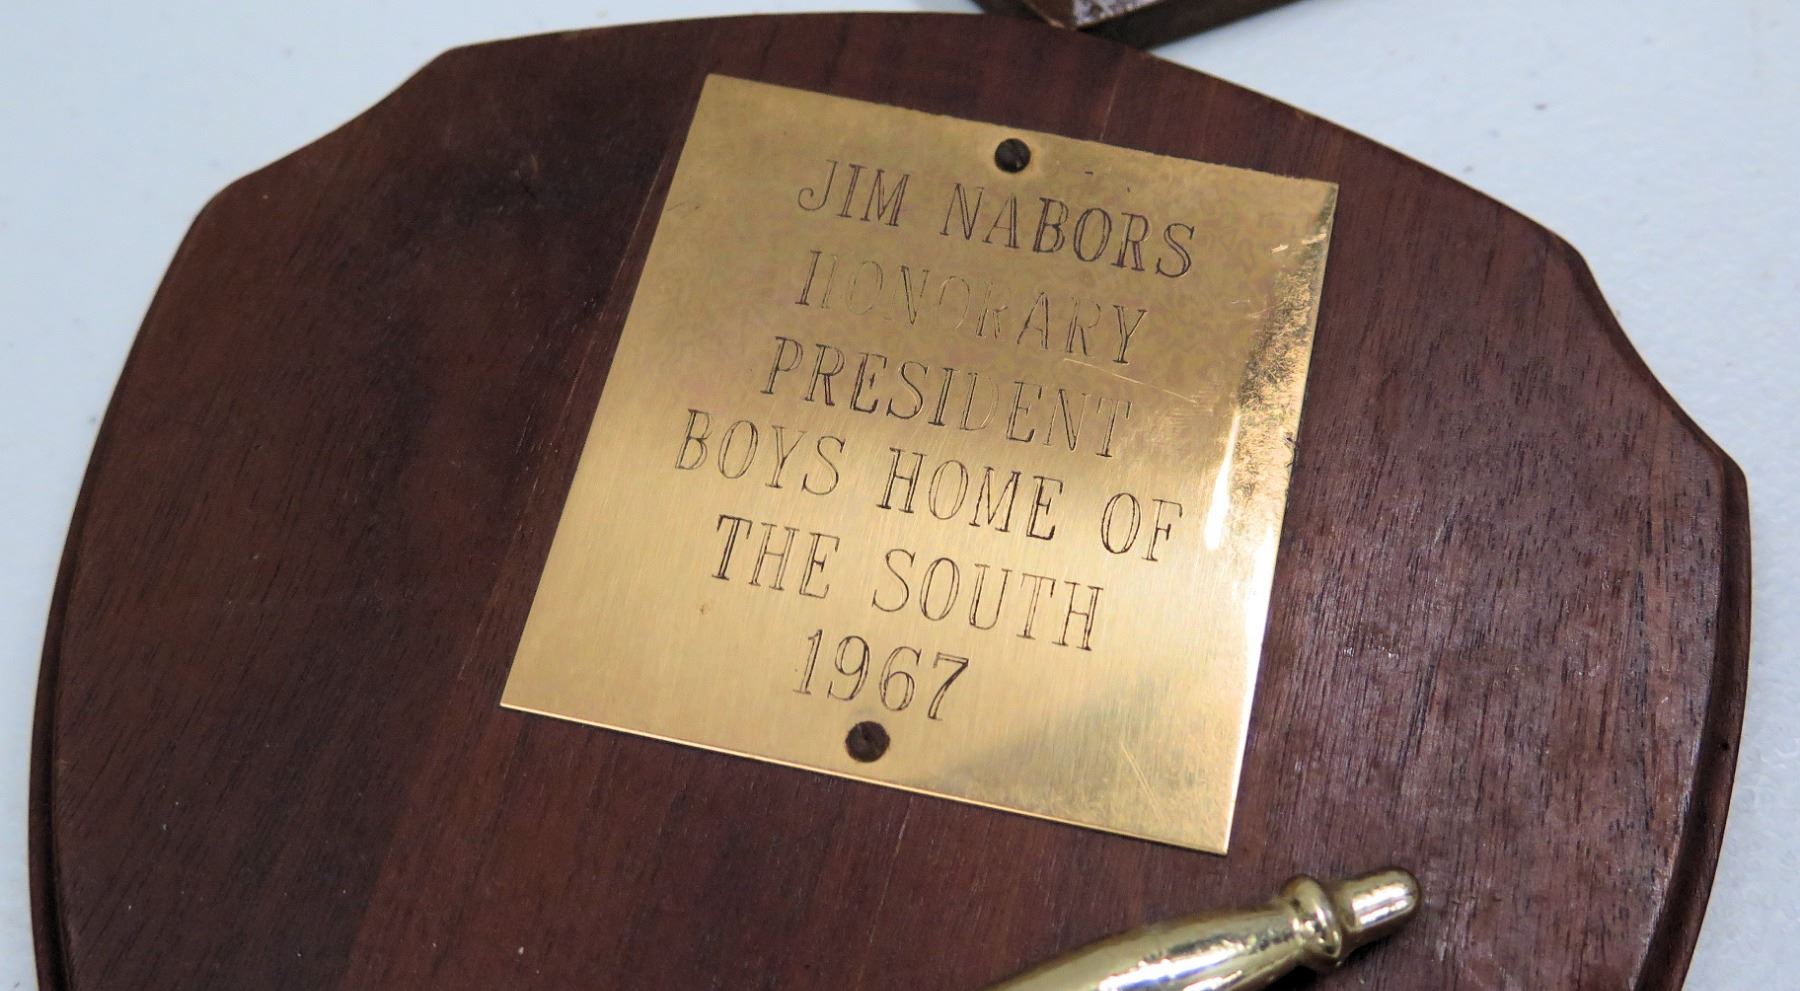 JIM NABORS
HONORARY
PRESIDENT
BOYS HOME OF
THE SOUTH
1967